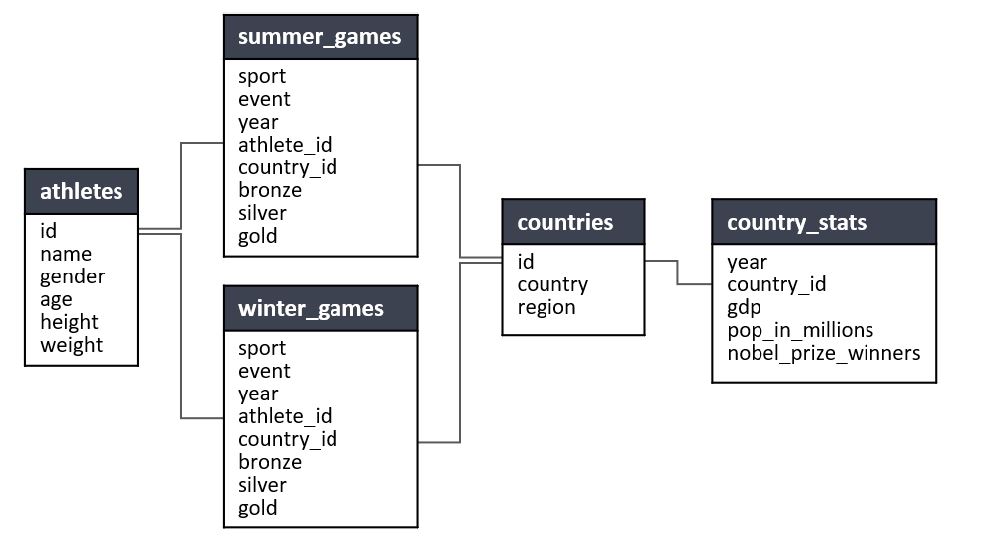 athletes
id
name
gender
age
height
weight
summer_games
sport
event
year
athlete_id
country_id
bronze
silver
gold
winter_games
sport
event
year
athlete_id
country_id
bronze
silver
gold
countries
id
country
region
country_stats
year
country_id
gdp
pop_in_millions
nobel_prize_winners